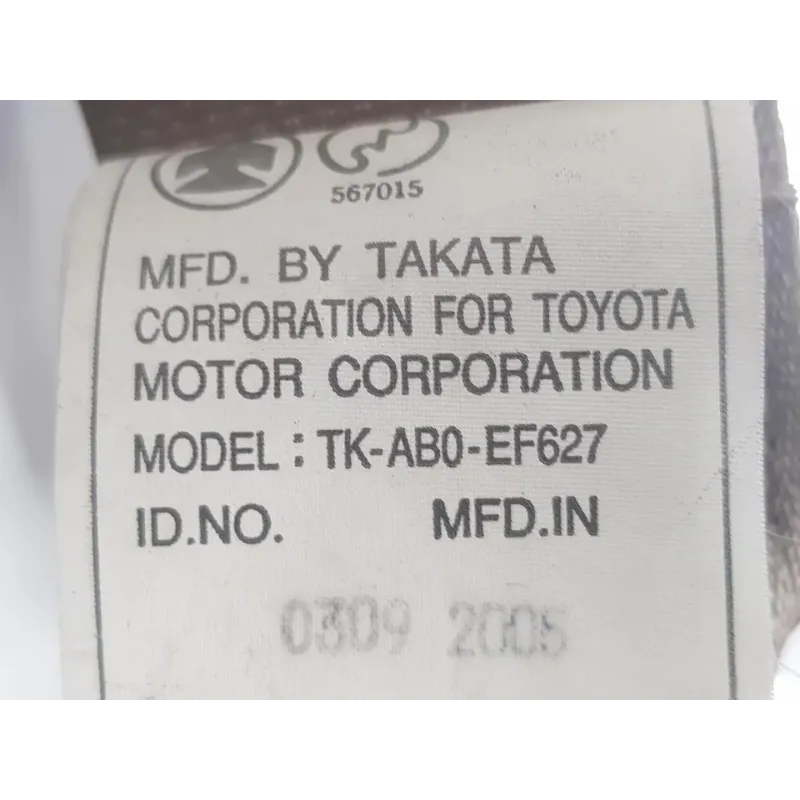 567015
MFD. BY TAKATA
CORPORATION FOR TOYOTA
MOTOR CORPORATION
MODEL : TK-AB0-EF627
ID.NO. MFD.IN
0309 2005